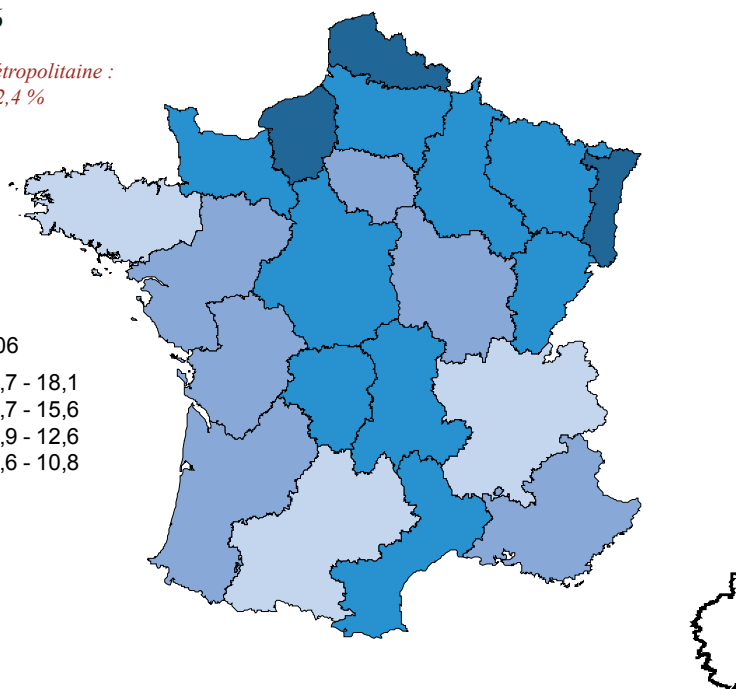 étropolitaine :
2,4 %
06
,7 - 18,1
,7 - 15,6
,9 - 12,6
,6 - 10,8